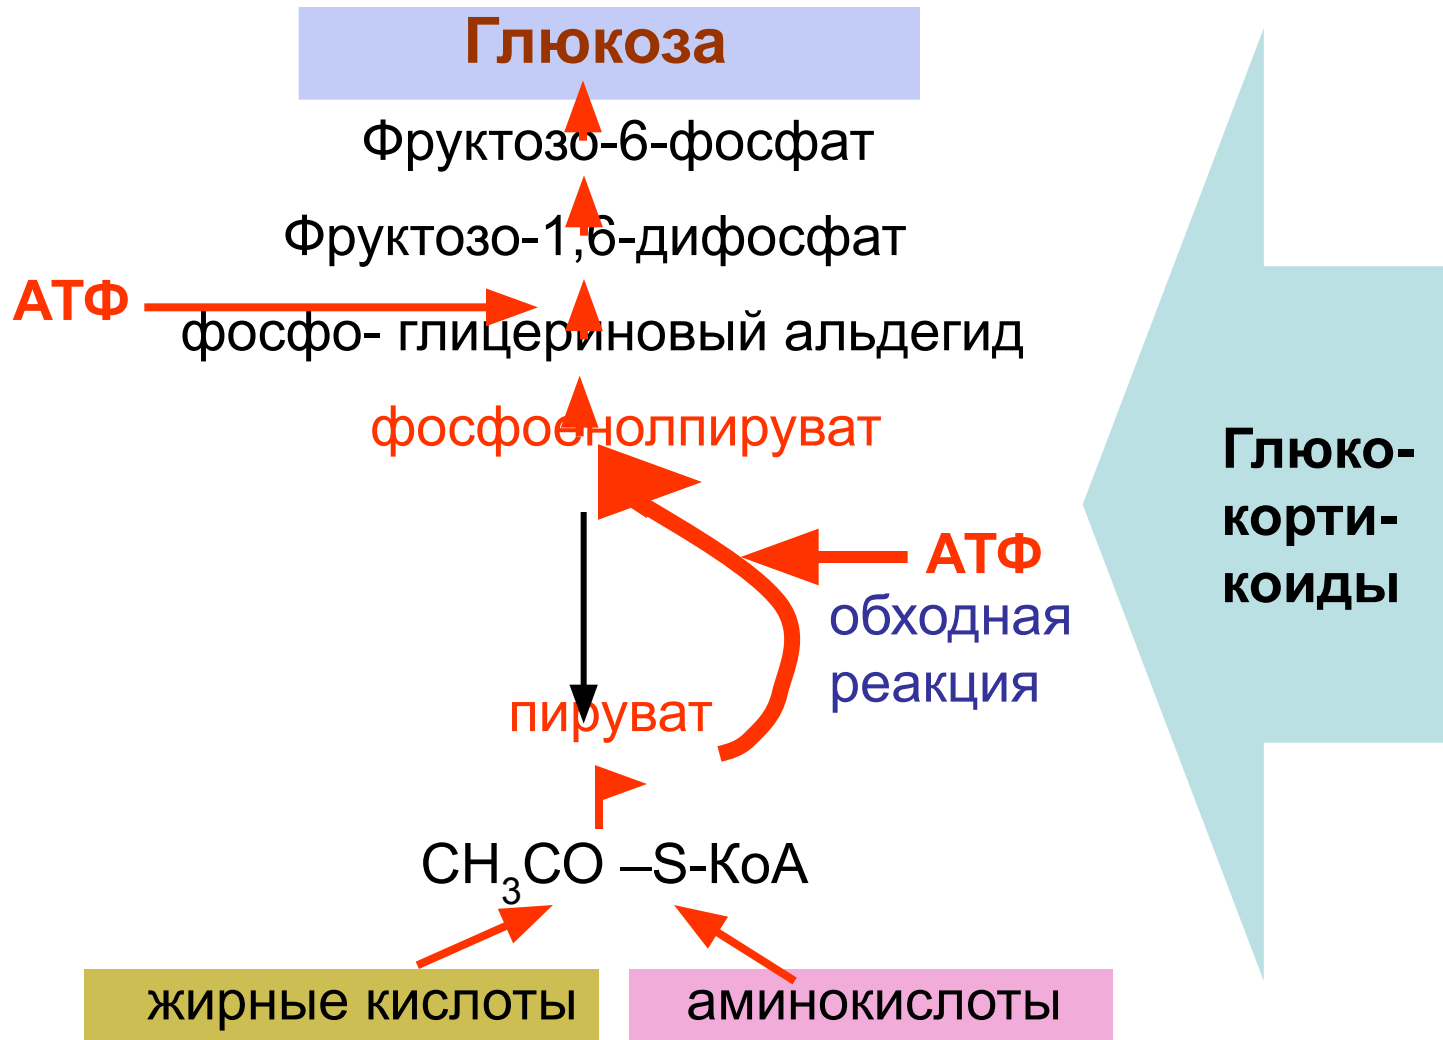 Глюкоза
Фруктозо-6-фосфат
Фруктозо-1,6-дифосфат
АТФ
фосфо- глицериновый альдегид
фосфоенолпируват
Глюко-
корти-
коиды
АТФ
обходная
реакция
пируват
CH₃CO –S-КоА
жирные кислоты
аминокислоты